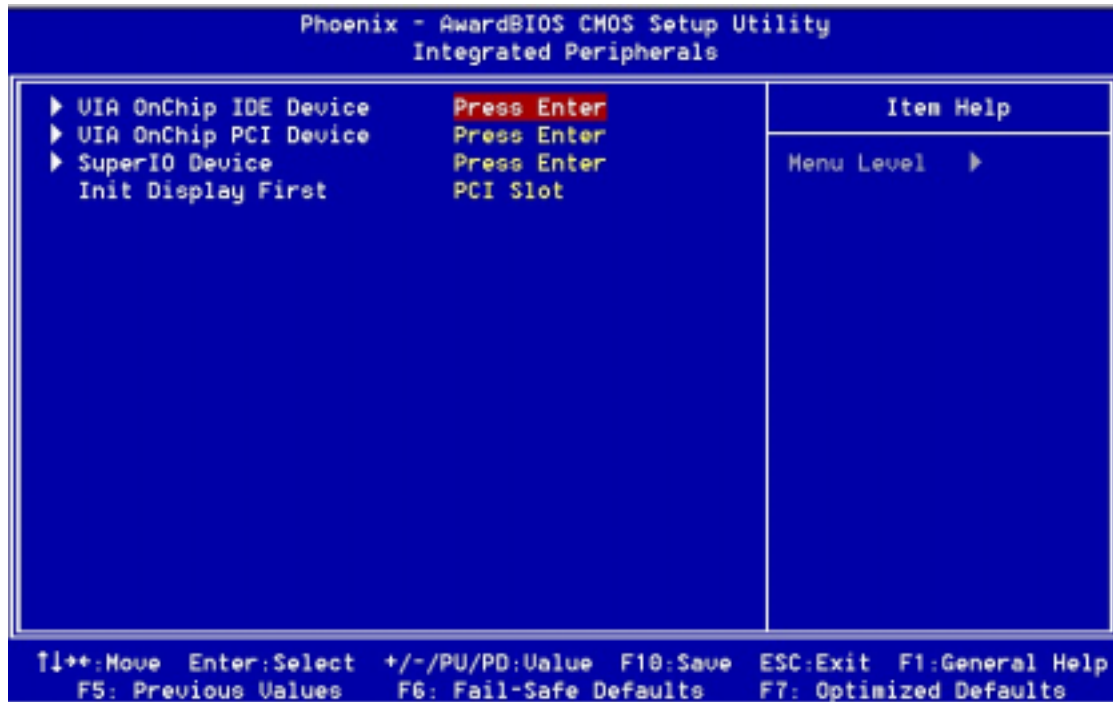 Phoenix - AwardBIOS CMOS Setup Utility
Integrated Peripherals
▶ VIA OnChip IDE Device Press Enter
▶ VIA OnChip PCI Device Press Enter
▶ SuperIO Device Press Enter
Init Display First PCI Slot
Item Help
Menu Level ▶
↑↓→←:Move Enter:Select +/-/PU/PD:Value F10:Save ESC:Exit F1:General Help
F5: Previous Values F6: Fail-Safe Defaults F7: Optimized Defaults